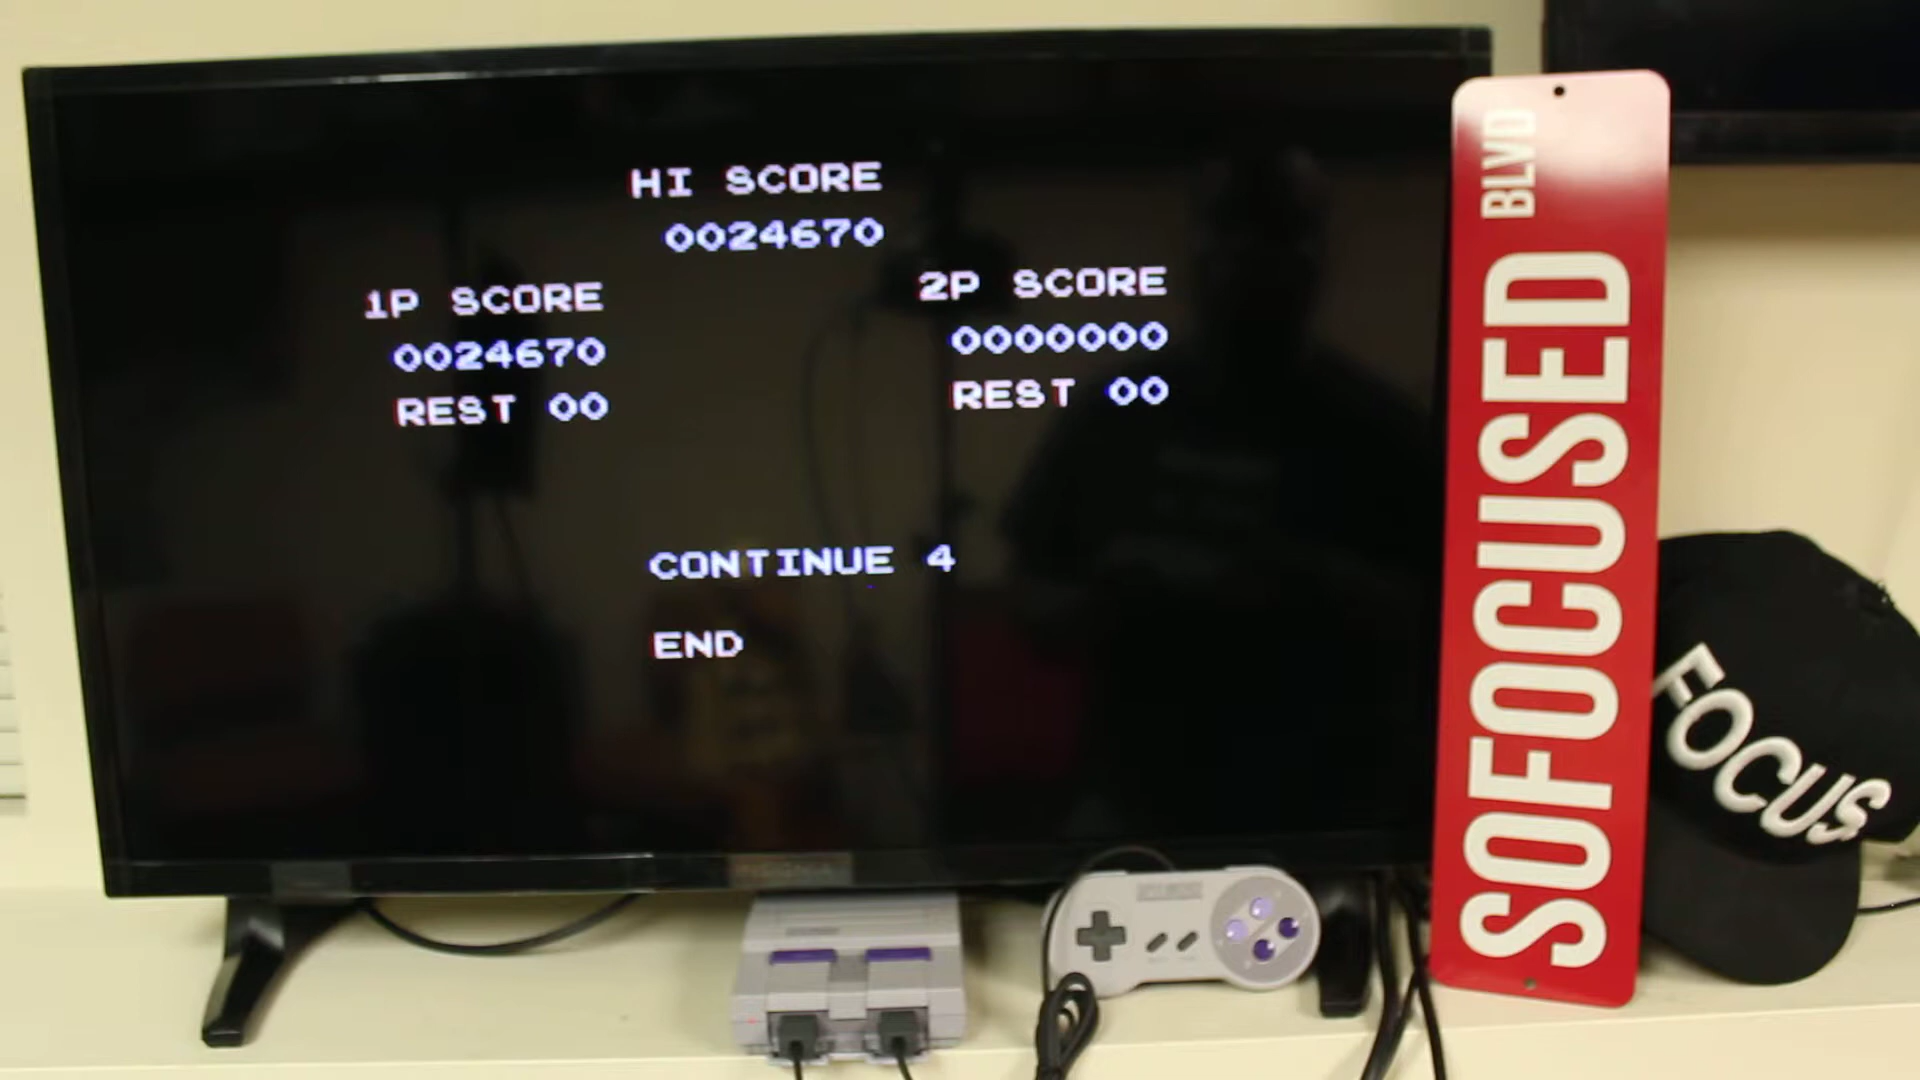 HI SCORE
0024670
1P SCORE
0024670
REST 00
2P SCORE
0000000
REST 00
CONTINUE 4
END
SOFOCUSED BLVD
FOCUS